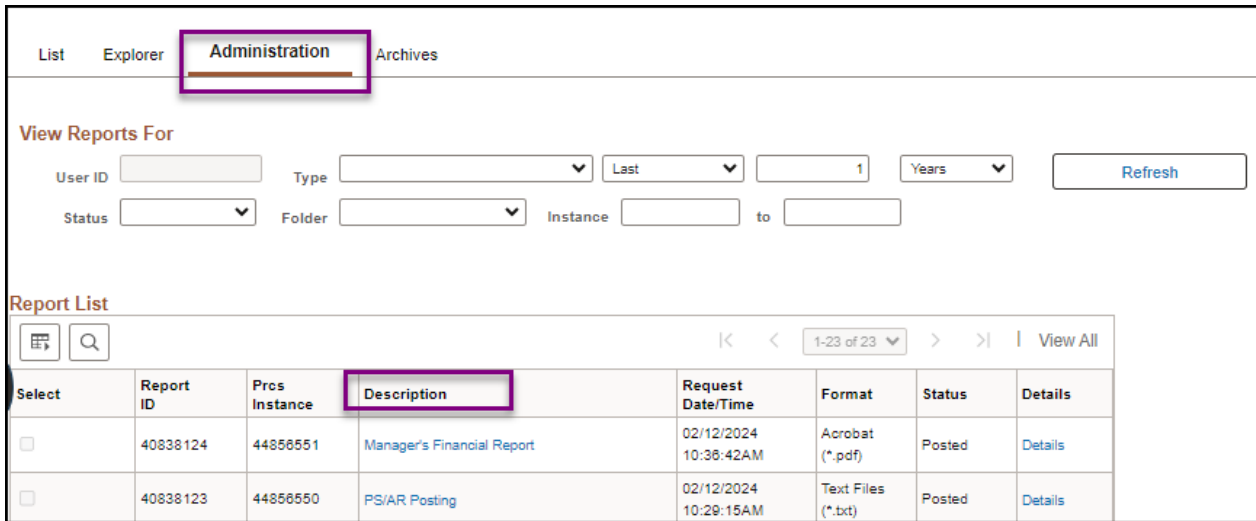 List Explorer Administration Archives
View Reports For
User ID Type Last 1 Years Refresh
Status Folder Instance to
Report List
1-23 of 23 View All
Select Report ID Prcs Instance Description Request Date/Time Format Status Details
40838124 44856551 Manager's Financial Report 02/12/2024 10:36:42AM Acrobat (*.pdf) Posted Details
40838123 44856550 PS/AR Posting 02/12/2024 10:29:15AM Text Files (*.txt) Posted Details